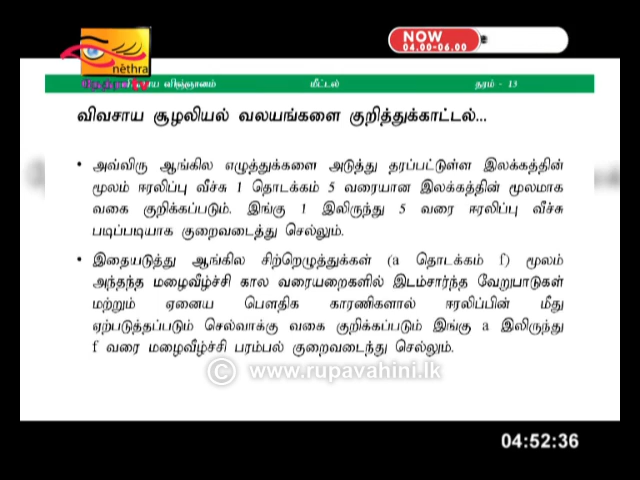 NOW
04.00-06.00
nethra
விஞ்ஞானம்
மீட்டல்
தரம் - 13
விவசாய சூழலியல் வலயங்களை குறித்துக்காட்டல்...
• அவ்விரு ஆங்கில எழுத்துக்களை அடுத்து தரப்பட்டுள்ள இலக்கத்தின்
மூலம் ஈரலிப்பு வீச்சு 1 தொடக்கம் 5 வரையான இலக்கத்தின் மூலமாக
வகை குறிக்கப்படும். இங்கு 1 இலிருந்து 5 வரை ஈரலிப்பு வீச்சு
படிப்படியாக குறைவடைத்து செல்லும்.
• இதையடுத்து ஆங்கில சிற்றெழுத்துக்கள் (a தொடக்கம் f) மூலம்
அந்தந்த மழைவீழ்ச்சி கால வரையறைகளில் இடம்சார்ந்த வேறுபாடுகள்
மற்றும் ஏனைய பௌதிக காரணிகளால் ஈரலிப்பின் மீது
ஏற்படுத்தப்படும் செல்வாக்கு வகை குறிக்கப்படும் இங்கு a இலிருந்து
f வரை மழைவீழ்ச்சி பரம்பல் குறைவடைந்து செல்லும்.
© www.rupavahini.lk
04:52:36